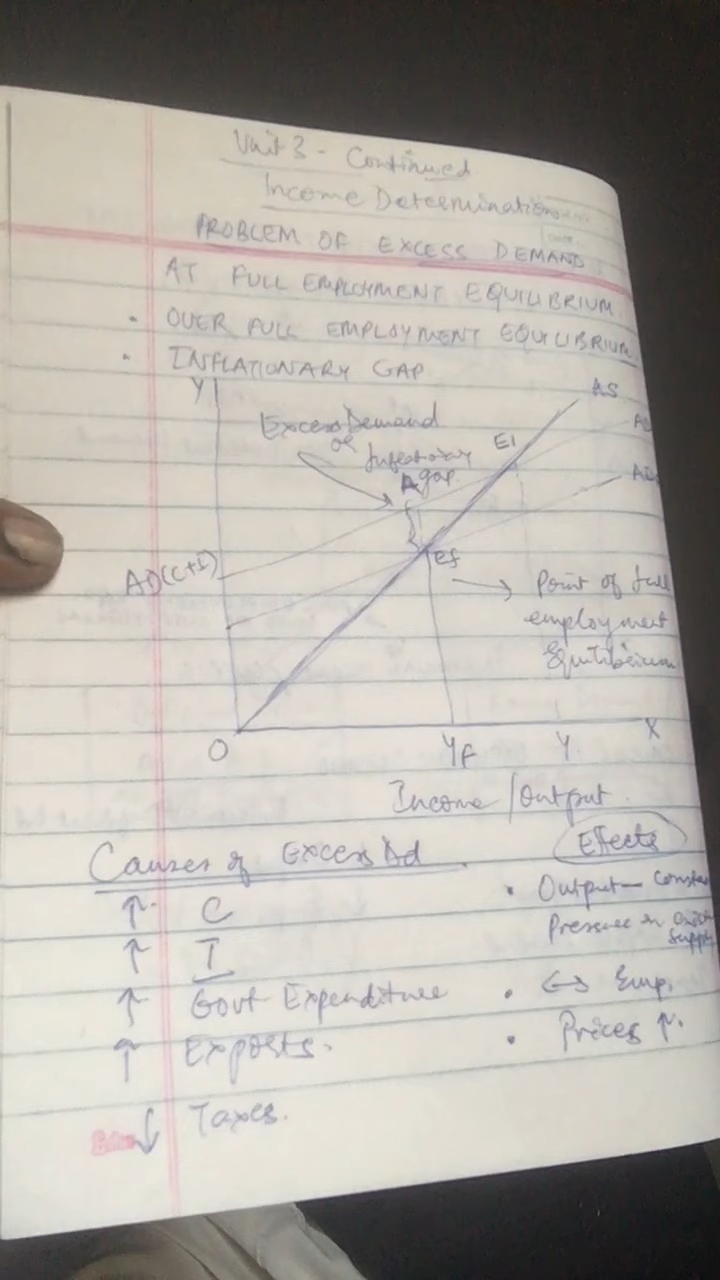 Unit 3 - Continued
Income Determination
PROBLEM OF EXCESS DEMAND
AT FULL EMPLOYMENT EQUILIBRIUM
• OVER FULL EMPLOYMENT EQUILIBRIUM
• INFLATIONARY GAP
Y
AS
Excess Demand
or
gap
E1
A
AD(C+I)
Ef
Point of full
employment
Equilibrium
O
YF
Y
X
Income / Output
Causes of Excess Dd.
Effects
↑ C
↑ I
↑ Govt Expenditure
↑ Exports.
↓ Taxes.
• Output -
Pressure on
Supply
• ↔ Emp.
• Prices ↑.